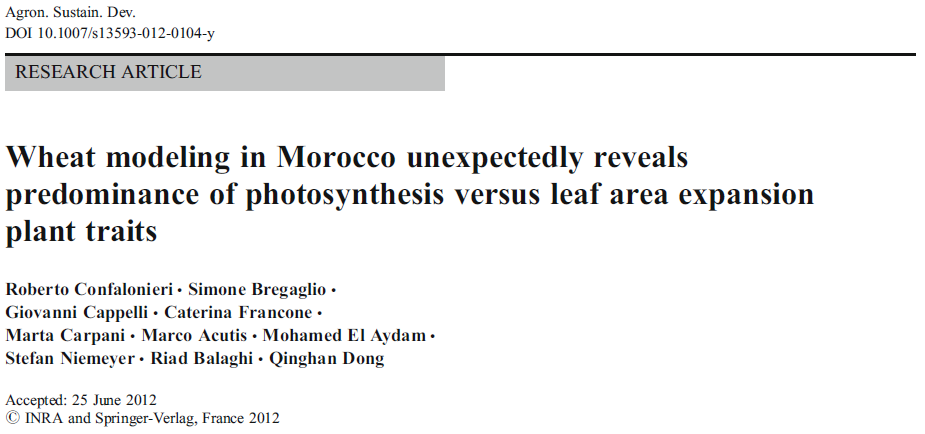 Agron. Sustain. Dev.
DOI 10.1007/s13593-012-0104-y
RESEARCH ARTICLE
Wheat modeling in Morocco unexpectedly reveals
predominance of photosynthesis versus leaf area expansion
plant traits
Roberto Confalonieri • Simone Bregaglio •
Giovanni Cappelli • Caterina Francone •
Marta Carpani • Marco Acutis • Mohamed El Aydam •
Stefan Niemeyer • Riad Balaghi • Qinghan Dong
Accepted: 25 June 2012
© INRA and Springer-Verlag, France 2012